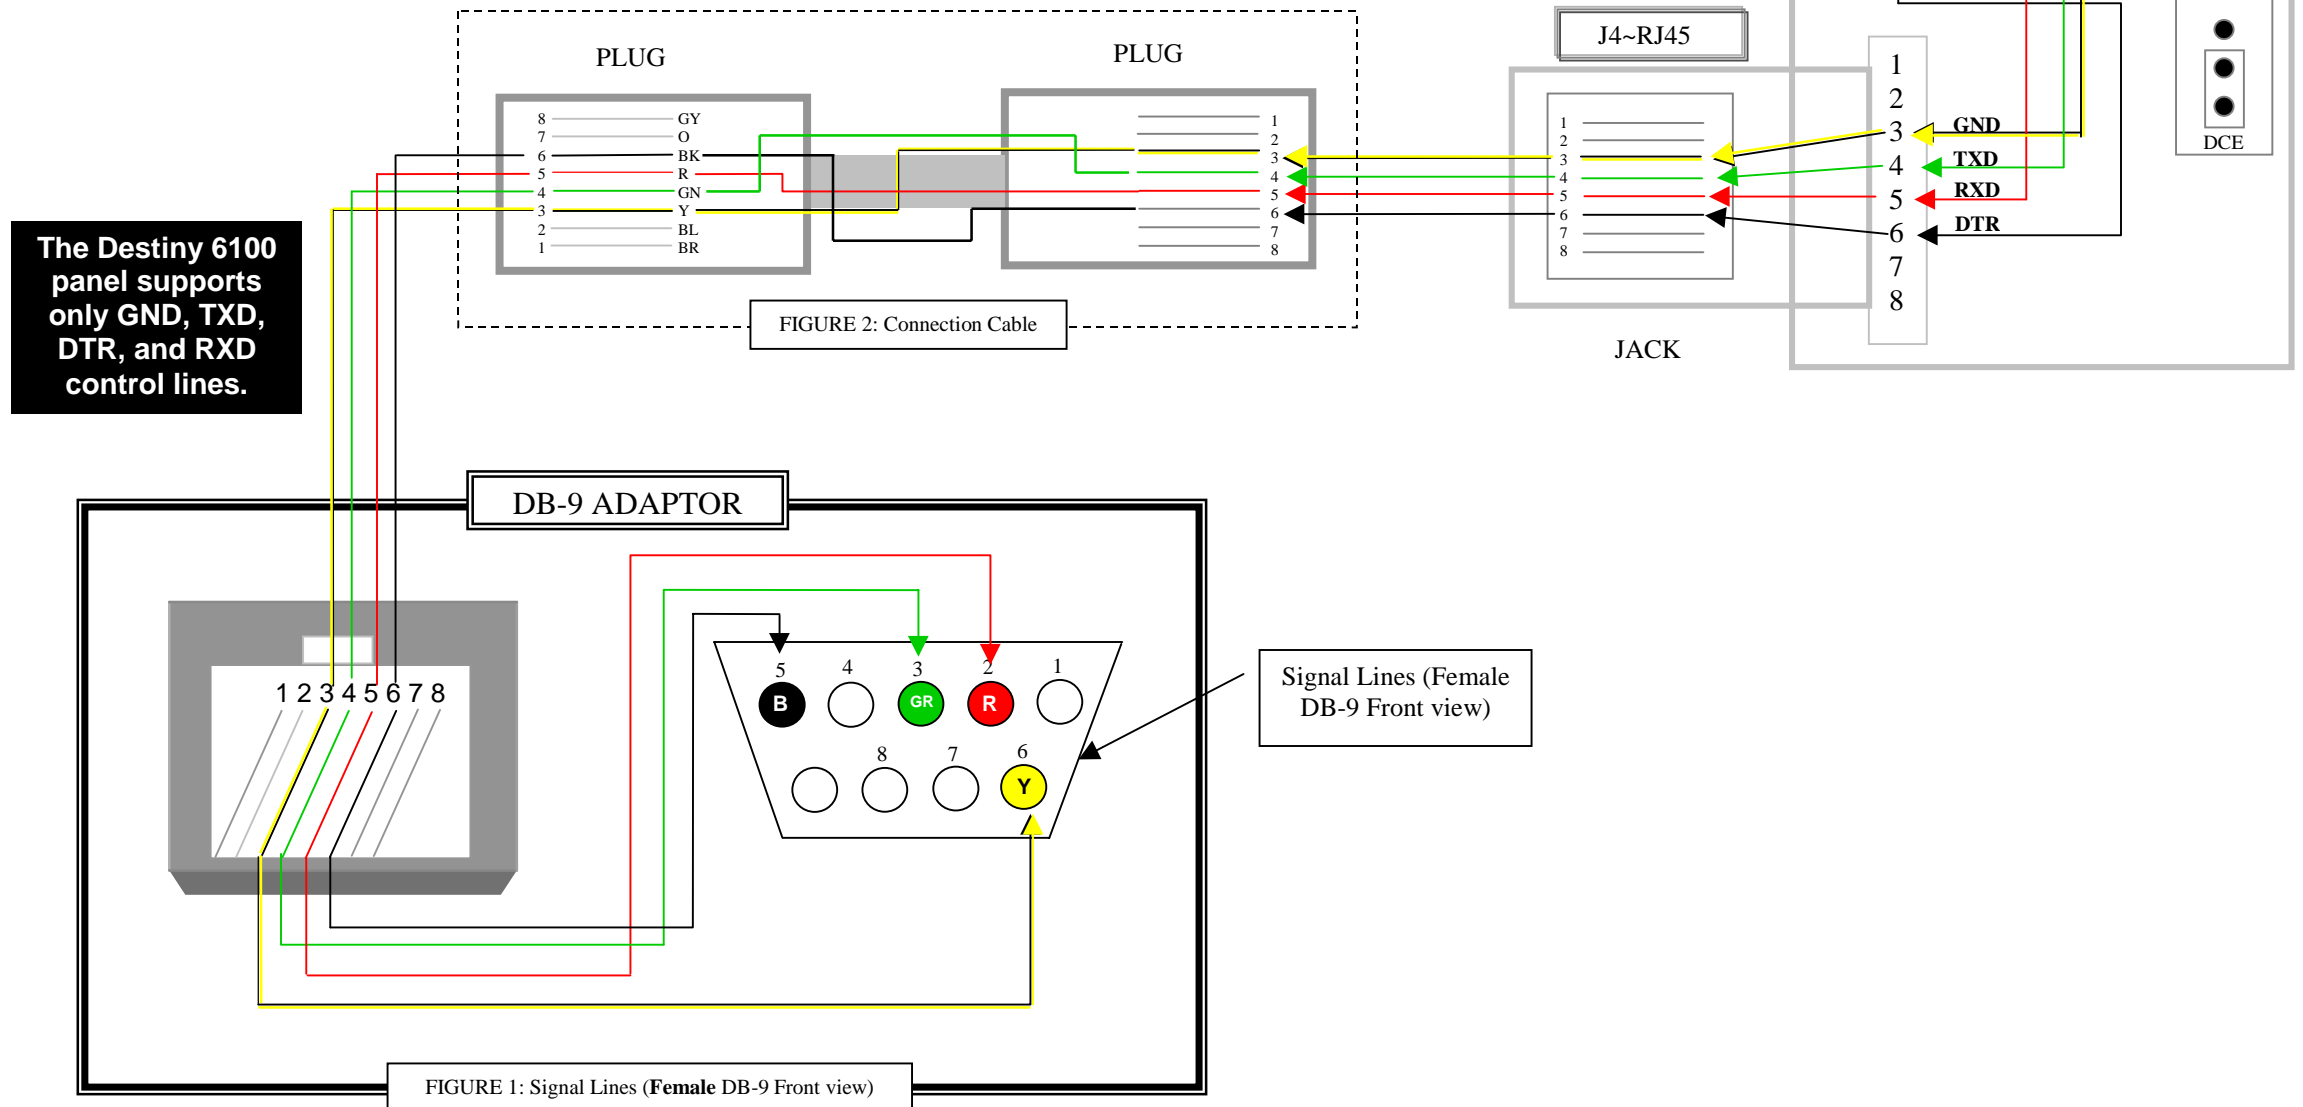 PLUG
PLUG
J4~RJ45
8 GY
7 O
6 BK
5 R
4 GN
3 Y
2 BL
1 BR
1
2
3
4
5
6
7
8
1
2
3
4
5
6
7
8
1
2
3
4
5
6
7
8
GND
TXD
RXD
DTR
DCE
JACK
FIGURE 2: Connection Cable
The Destiny 6100
panel supports
only GND, TXD,
DTR, and RXD
control lines.
DB-9 ADAPTOR
1 2 3 4 5 6 7 8
5 4 3 2 1
B GR R
8 7 6
Y
Signal Lines (Female
DB-9 Front view)
FIGURE 1: Signal Lines (Female DB-9 Front view)